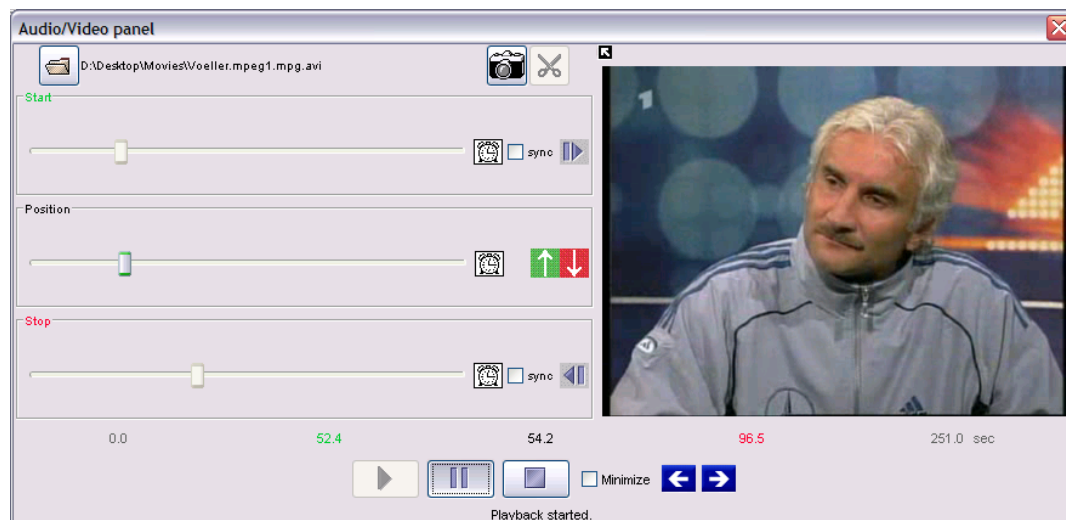 Audio/Video panel
D:\Desktop\Movies\Voeller.mpeg1.mpg.avi
Start
sync
Position
Stop
sync
0.0 52.4 54.2 96.5 251.0 sec
Minimize
Playback started.